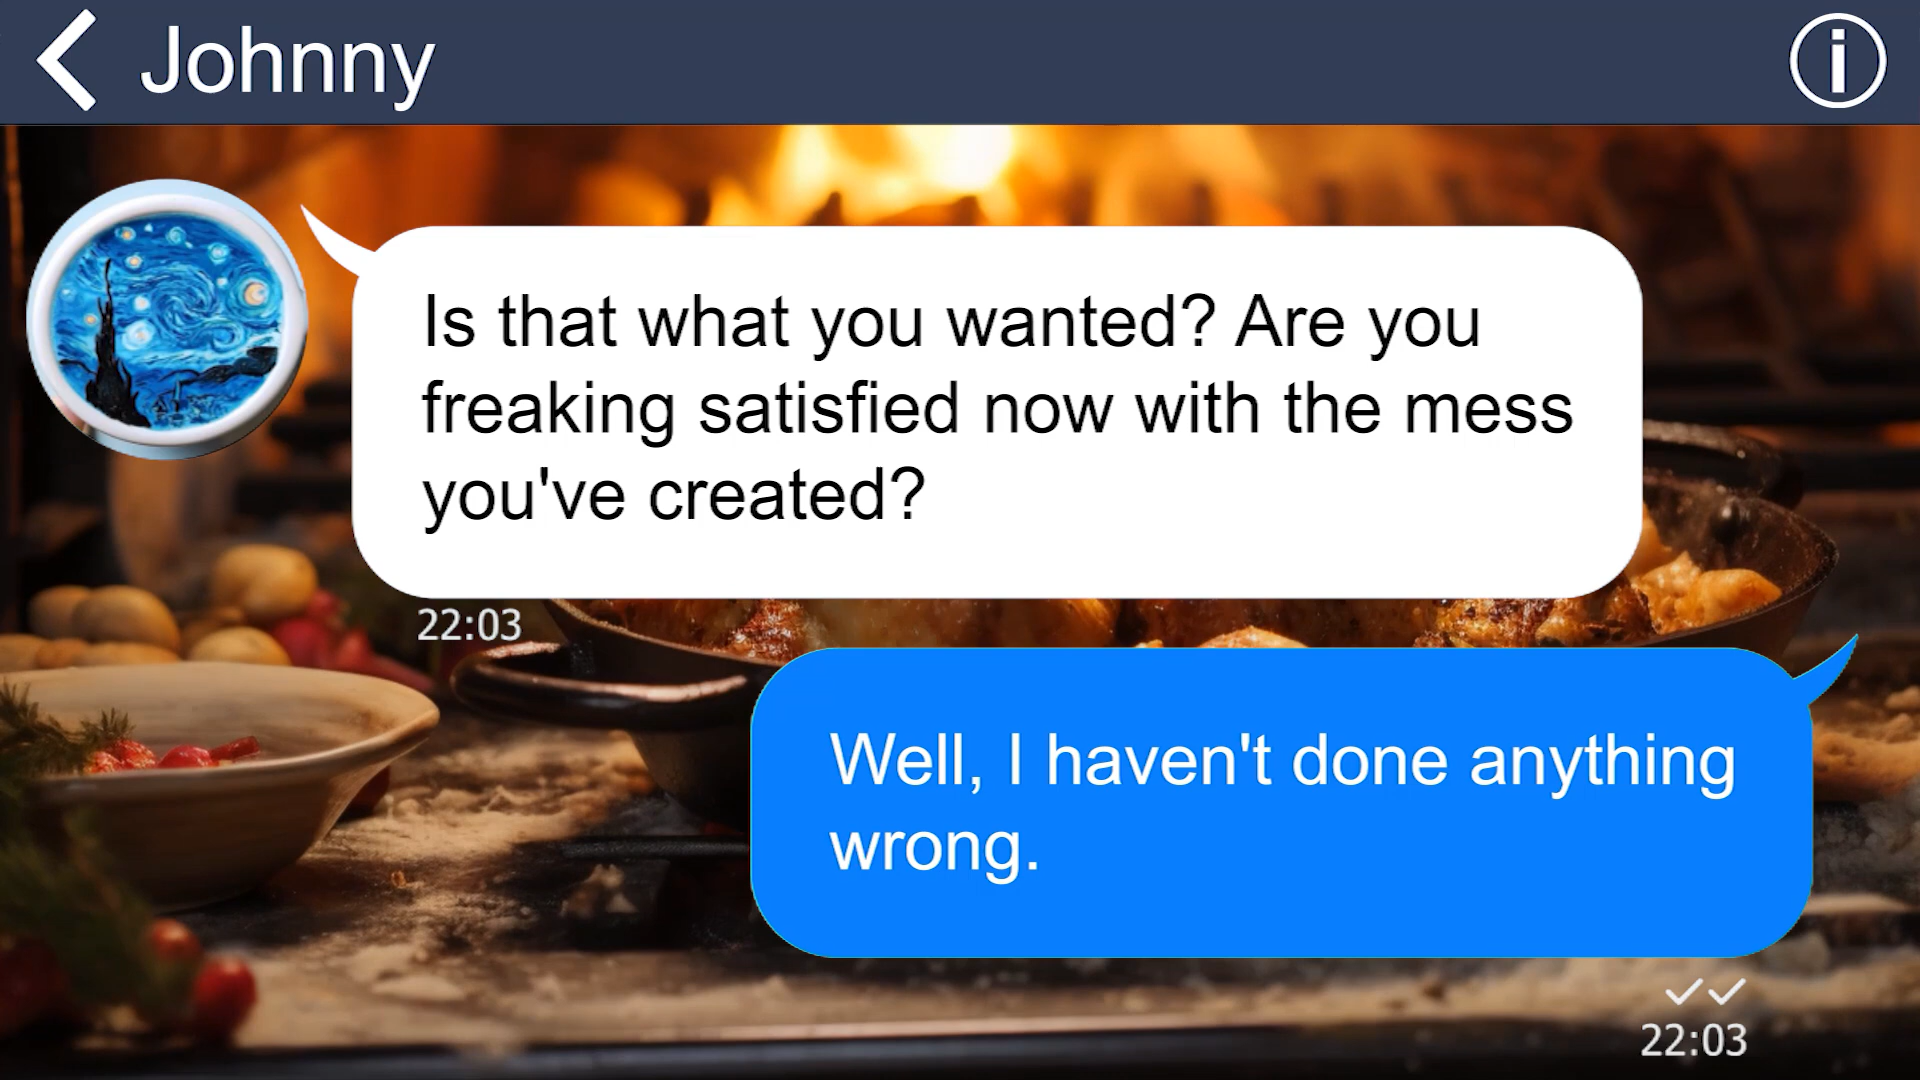 Johnny
Is that what you wanted? Are you
freaking satisfied now with the mess
you've created?
22:03
Well, I haven't done anything
wrong.
22:03